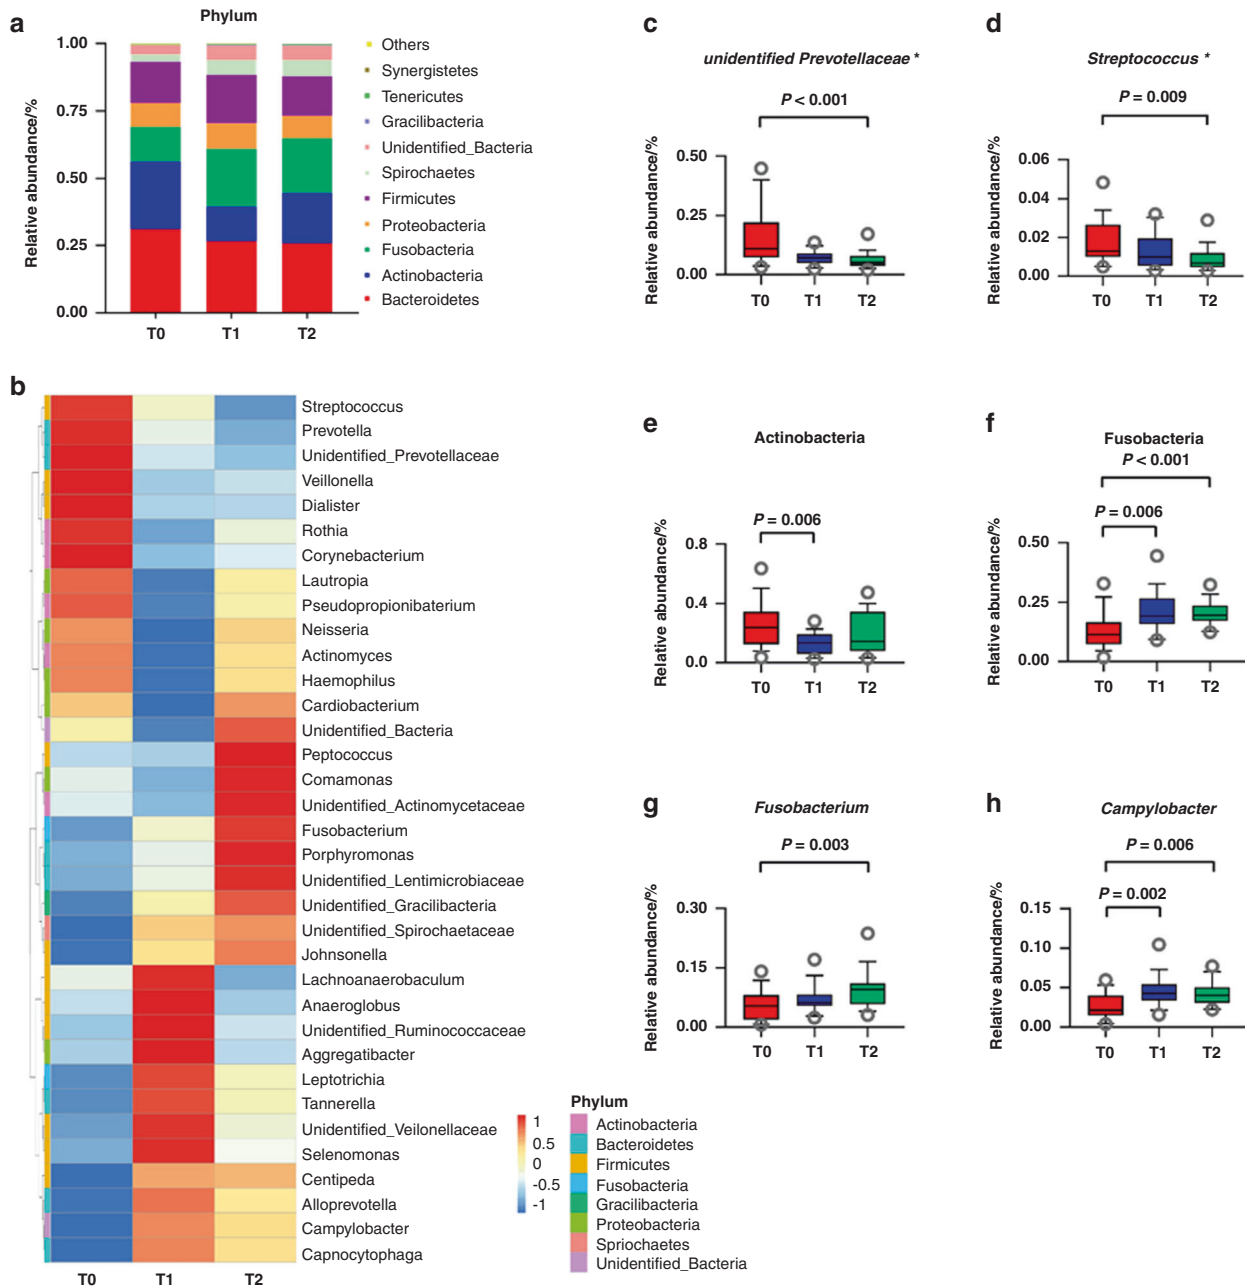 a
Phylum
Relative abundance/%
1.00
0.75
0.50
0.25
0.00
T0 T1 T2
Others
Synergistetes
Tenericutes
Gracilibacteria
Unidentified_Bacteria
Spirochaetes
Firmicutes
Proteobacteria
Fusobacteria
Actinobacteria
Bacteroidetes
b
Streptococcus
Prevotella
Unidentified_Prevotellaceae
Veillonella
Dialister
Rothia
Corynebacterium
Lautropia
Pseudopropionibaterium
Neisseria
Actinomyces
Haemophilus
Cardiobacterium
Unidentified_Bacteria
Peptococcus
Comamonas
Unidentified_Actinomycetaceae
Fusobacterium
Porphyromonas
Unidentified_Lentimicrobiaceae
Unidentified_Gracilibacteria
Unidentified_Spirochaetaceae
Johnsonella
Lachnoanaerobaculum
Anaeroglobus
Unidentified_Ruminococcaceae
Aggregatibacter
Leptotrichia
Tannerella
Unidentified_Veilonellaceae
Selenomonas
Centipeda
Alloprevotella
Campylobacter
Capnocytophaga
T0 T1 T2
1
0.5
0
-0.5
-1
Phylum
Actinobacteria
Bacteroidetes
Firmicutes
Fusobacteria
Gracilibacteria
Proteobacteria
Spriochaetes
Unidentified_Bacteria
c
unidentified Prevotellaceae *
P < 0.001
Relative abundance/%
0.50
0.25
0.00
T0 T1 T2
d
Streptococcus *
P = 0.009
Relative abundance/%
0.06
0.04
0.02
0.00
T0 T1 T2
e
Actinobacteria
P = 0.006
Relative abundance/%
0.8
0.4
0.0
T0 T1 T2
f
Fusobacteria
P < 0.001
P = 0.006
Relative abundance/%
0.50
0.25
0.00
T0 T1 T2
g
Fusobacterium
P = 0.003
Relative abundance/%
0.30
0.15
0.00
T0 T1 T2
h
Campylobacter
P = 0.006
P = 0.002
Relative abundance/%
0.15
0.10
0.05
0.00
T0 T1 T2